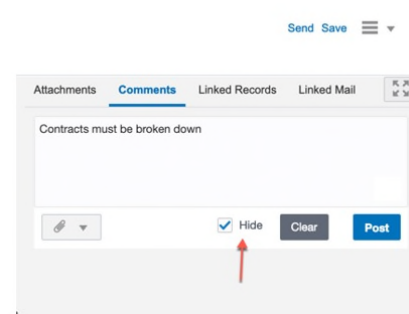 Send Save
Attachments Comments Linked Records Linked Mail
Contracts must be broken down
Hide Clear Post